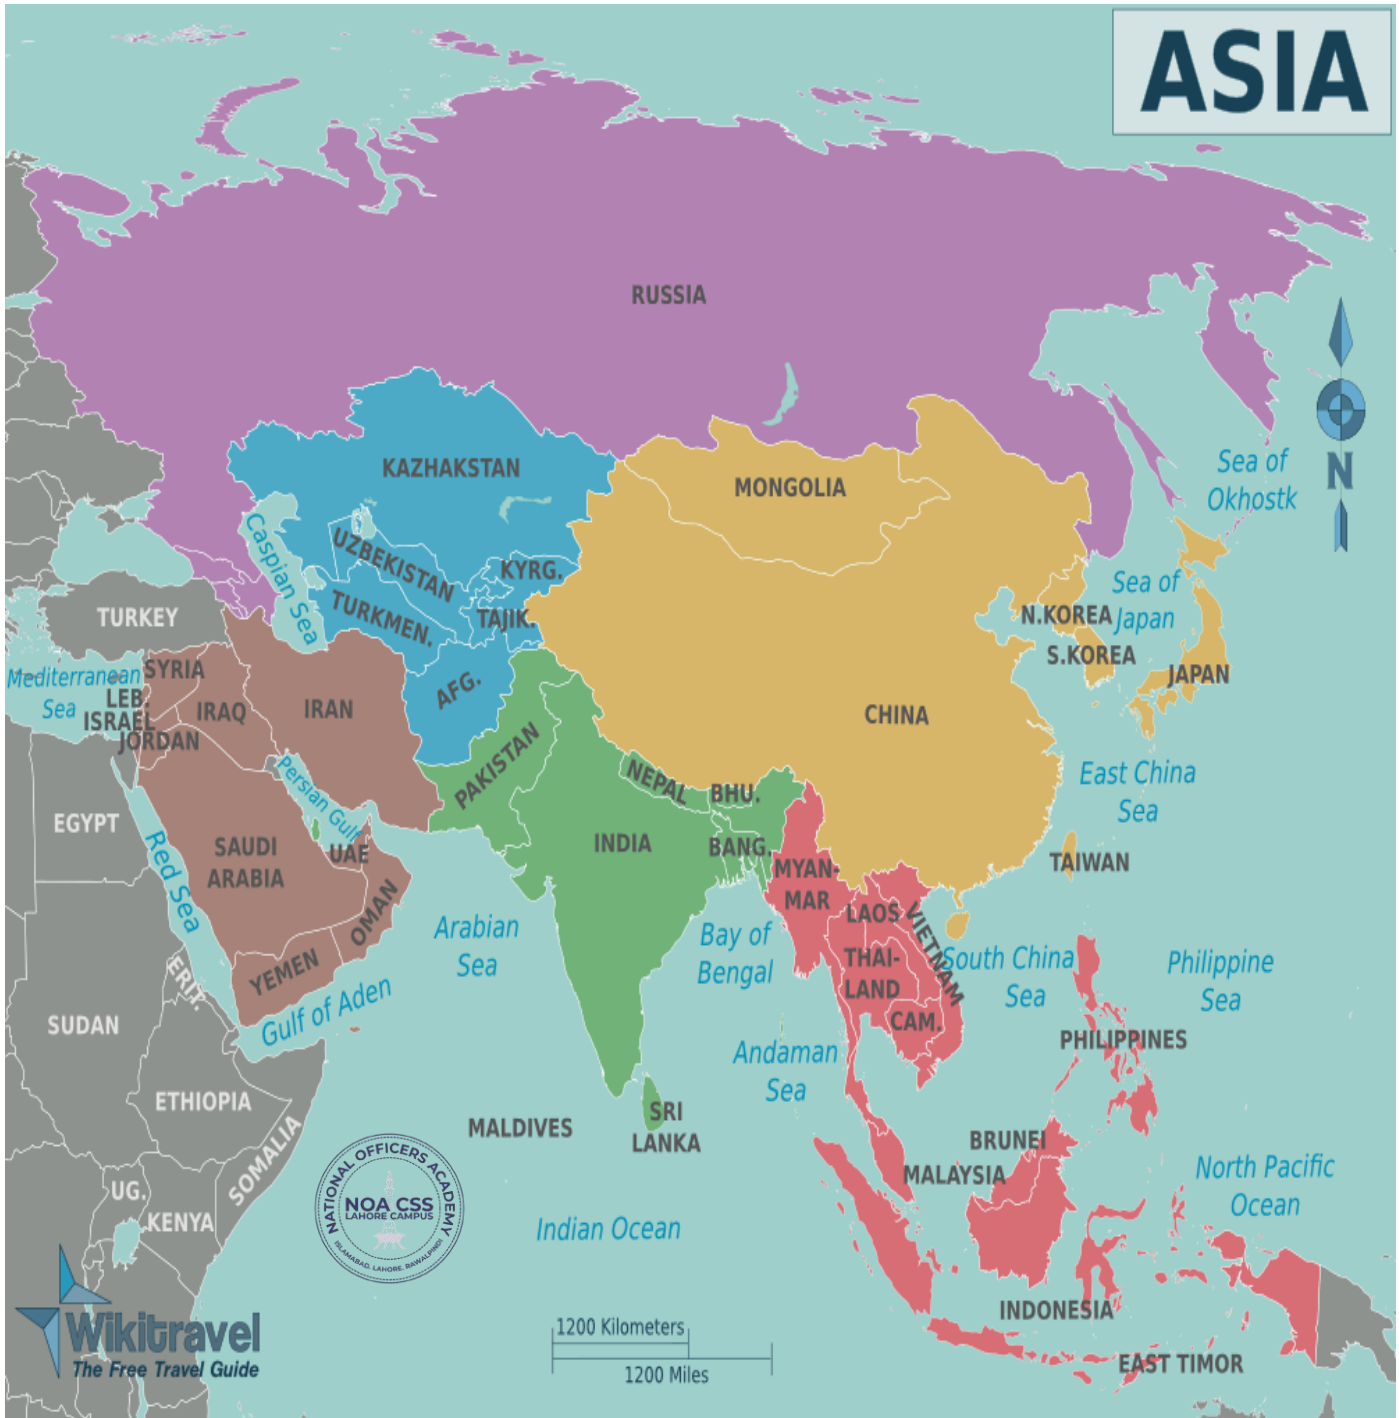 ASIA
RUSSIA
KAZHAKSTAN
MONGOLIA
Sea of
Okhostk
N
Caspian Sea
UZBEKISTAN
KYRG.
TURKMEN.
TAJIK.
Sea of
Japan
N.KOREA
S.KOREA
JAPAN
TURKEY
Mediterranean
Sea
SYRIA
LEB.
ISRAEL
JORDAN
IRAQ
IRAN
AFG.
CHINA
PAKISTAN
NEPAL
BHU.
East China
Sea
Persian Gulf
EGYPT
Red Sea
SAUDI
ARABIA
UAE
OMAN
INDIA
BANG.
MYAN-
MAR
TAIWAN
LAOS
VIETNAM
THAI-
LAND
CAM.
Arabian
Sea
Bay of
Bengal
South China
Sea
Philippine
Sea
YEMEN
ERIT.
Gulf of Aden
SUDAN
ETHIOPIA
SOMALIA
Andaman
Sea
PHILIPPINES
MALDIVES
SRI
LANKA
BRUNEI
MALAYSIA
North Pacific
Ocean
UG.
KENYA
NATIONAL OFFICERS ACADEMY
NOA CSS
LAHORE CAMPUS
ISLAMABAD, LAHORE, RAWALPINDI
Indian Ocean
INDONESIA
EAST TIMOR
Wikitravel
The Free Travel Guide
1200 Kilometers
1200 Miles